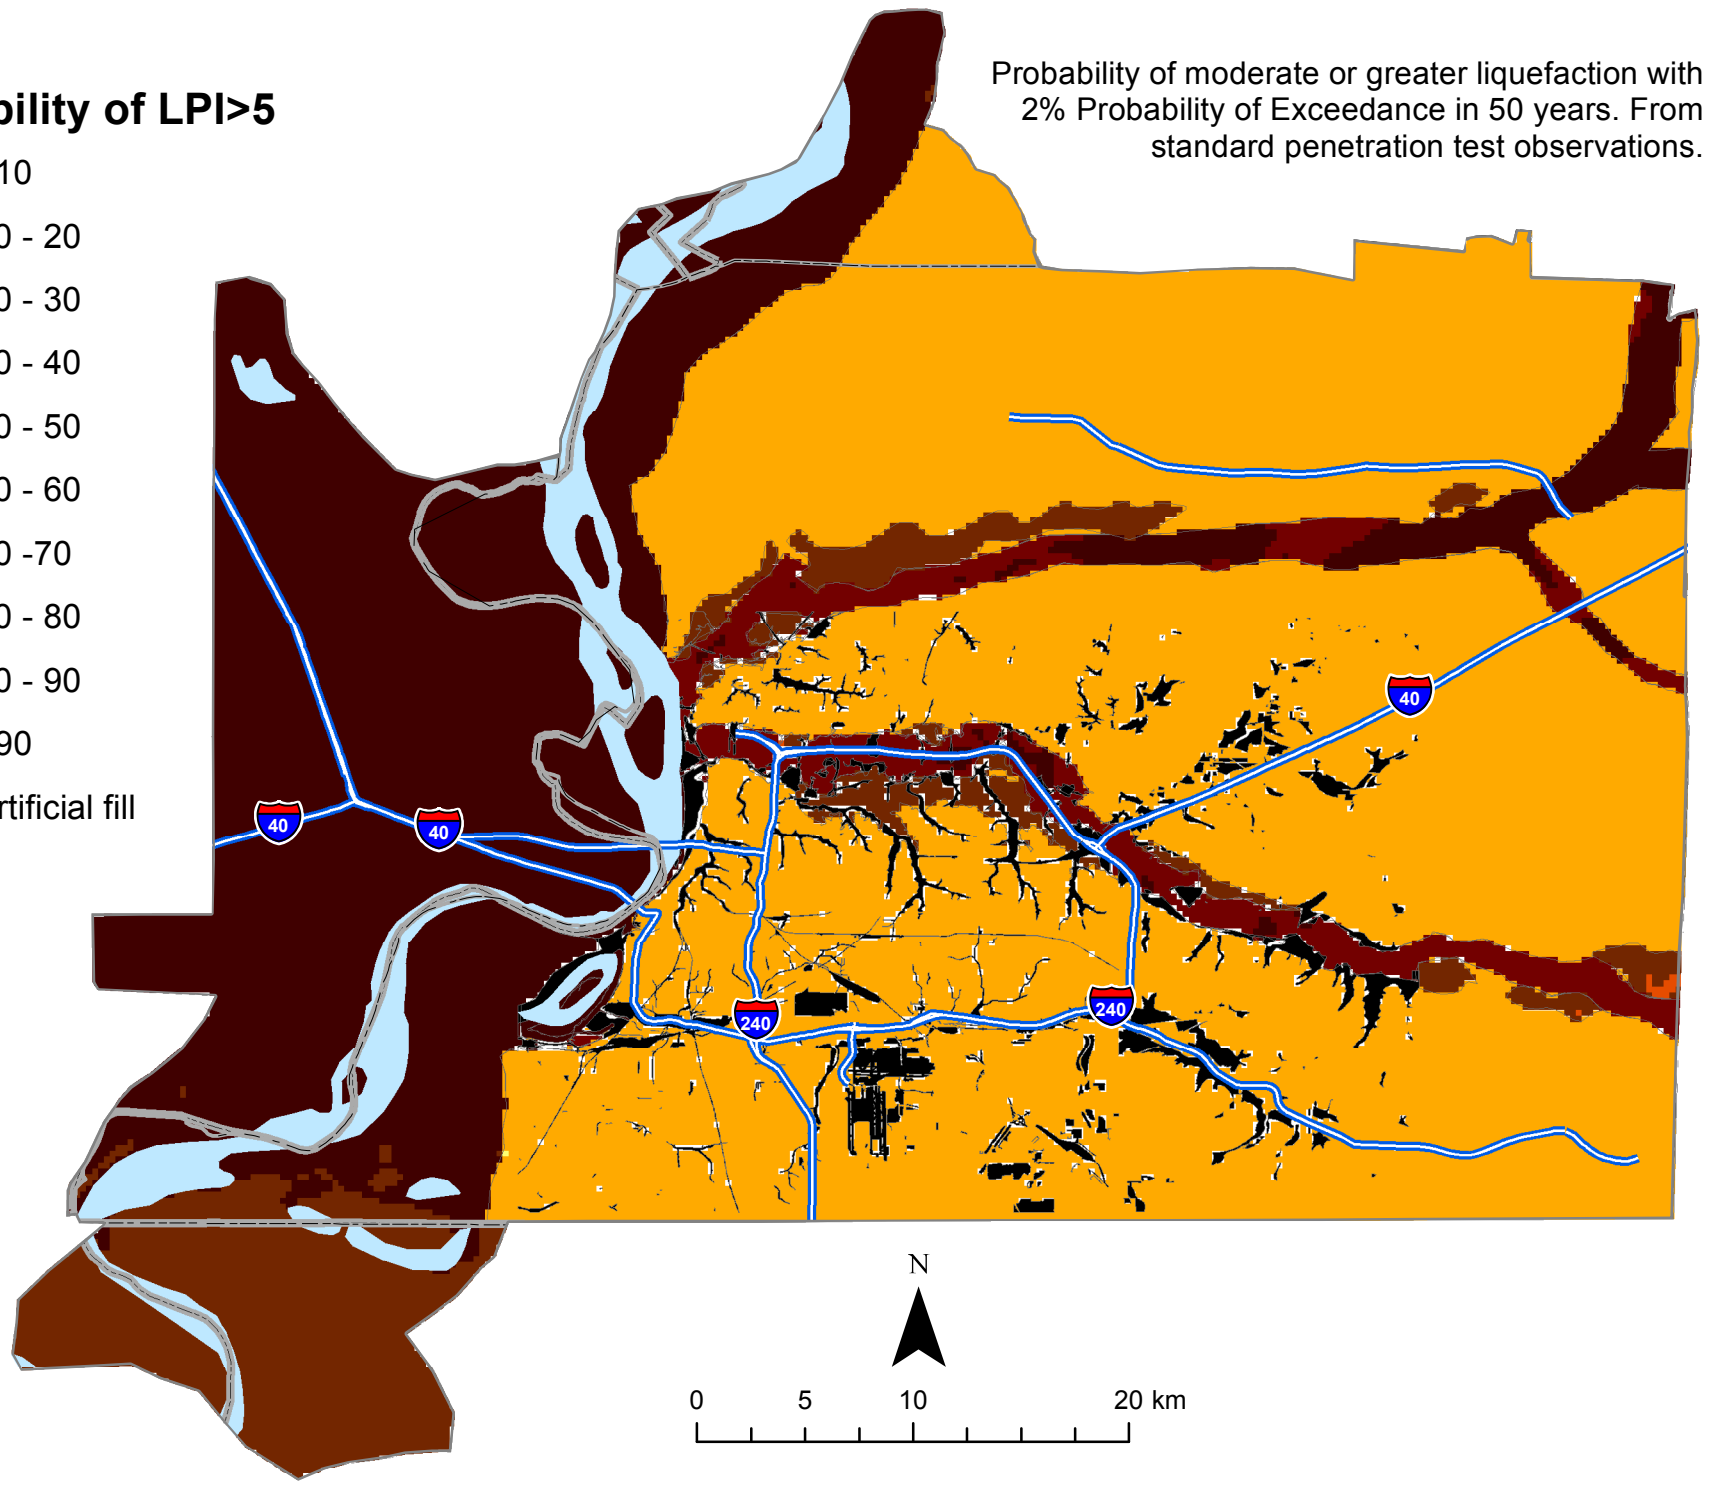 Probability of moderate or greater liquefaction with
2% Probability of Exceedance in 50 years. From
standard penetration test observations.
bility of LPI>5
10
0 - 20
0 - 30
0 - 40
0 - 50
0 - 60
0 -70
0 - 80
0 - 90
90
rtificial fill
40
40
40
240
240
N
0 5 10 20 km